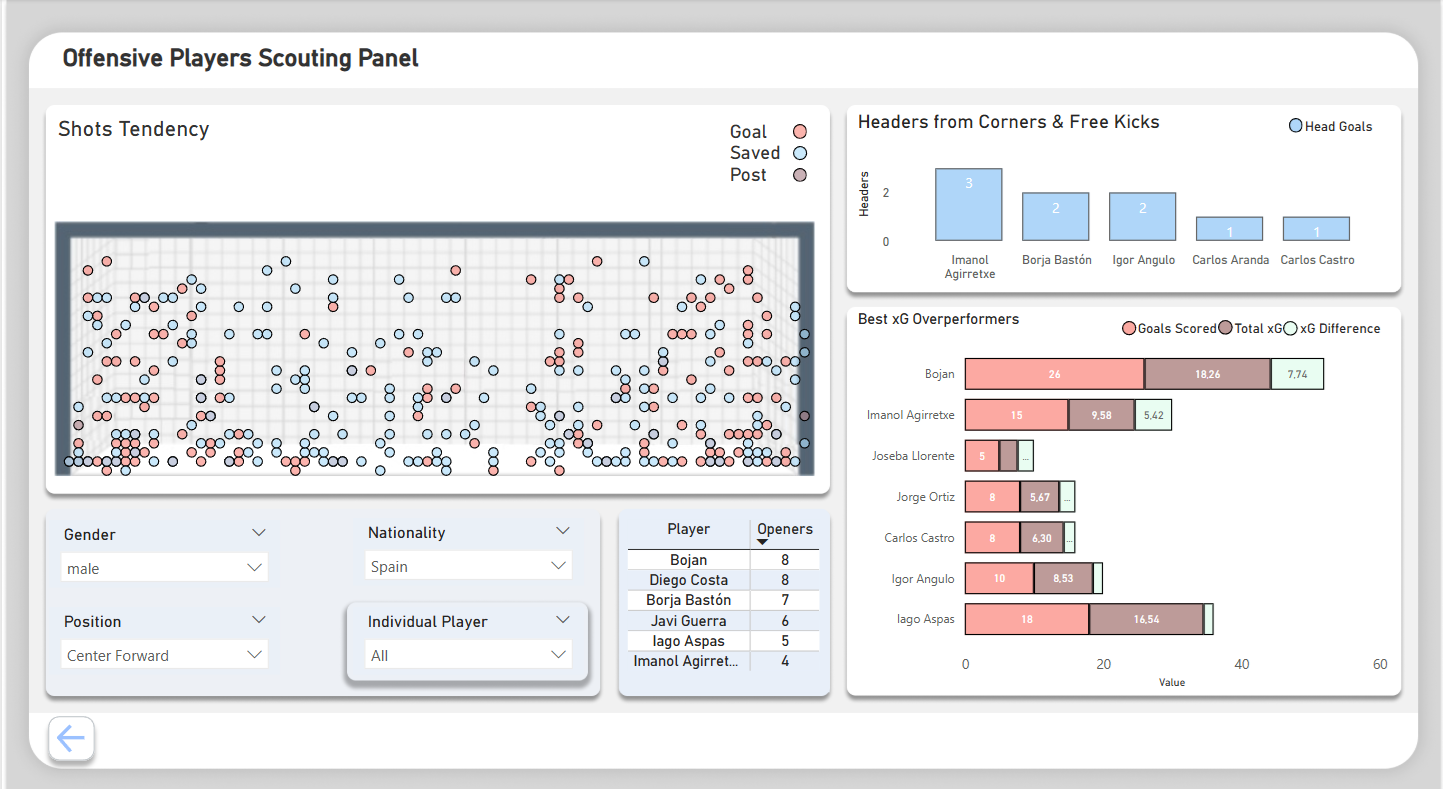 Offensive Players Scouting Panel
Shots Tendency
Goal
Saved
Post
Headers from Corners & Free Kicks
Head Goals
Headers
2
0
3
2
2
1
1
Imanol
Agirretxe
Borja Bastón
Igor Angulo
Carlos Aranda
Carlos Castro
Best xG Overperformers
Goals Scored Total xG xG Difference
Bojan 26 18,26 7,74
Imanol Agirretxe 15 9,58 5,42
Joseba Llorente 5 ...
Jorge Ortiz 8 5,67 ...
Carlos Castro 8 6,30 ...
Igor Angulo 10 8,53
Iago Aspas 18 16,54
0 20 40 60
Value
Gender
male
Nationality
Spain
Position
Center Forward
Individual Player
All
Player Openers
Bojan 8
Diego Costa 8
Borja Bastón 7
Javi Guerra 6
Iago Aspas 5
Imanol Agirret... 4